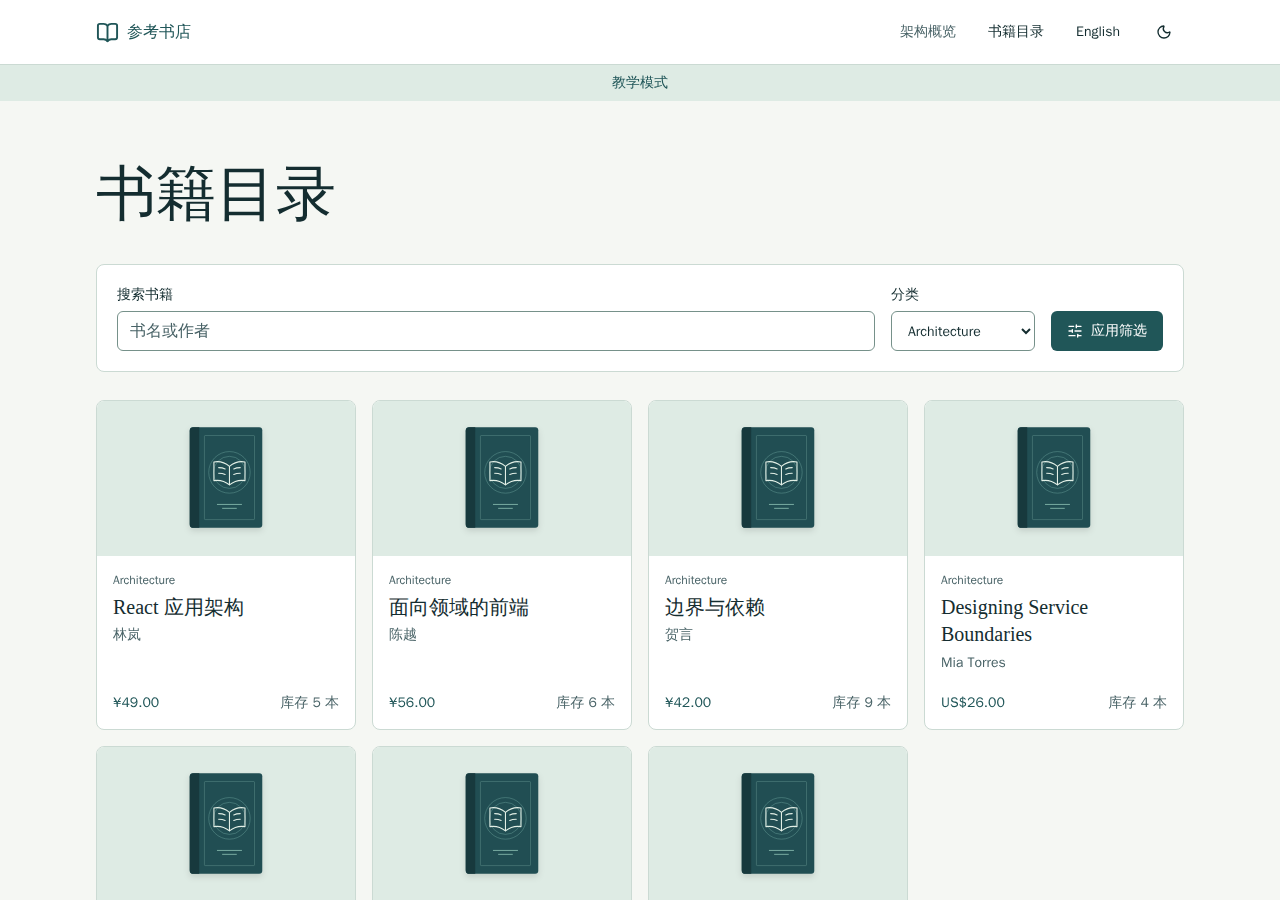 参考书店
架构概览
书籍目录
English
教学模式
书籍目录
搜索书籍
分类
书名或作者
Architecture
应用筛选
Architecture
React 应用架构
林岚
¥49.00
库存 5 本
Architecture
面向领域的前端
陈越
¥56.00
库存 6 本
Architecture
边界与依赖
贺言
¥42.00
库存 9 本
Architecture
Designing Service
Boundaries
Mia Torres
US$26.00
库存 4 本